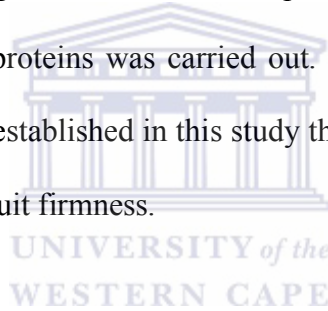 proteins was carried out.
established in this study th
uit firmness.
UNIVERSITY of the
WESTERN CAPE